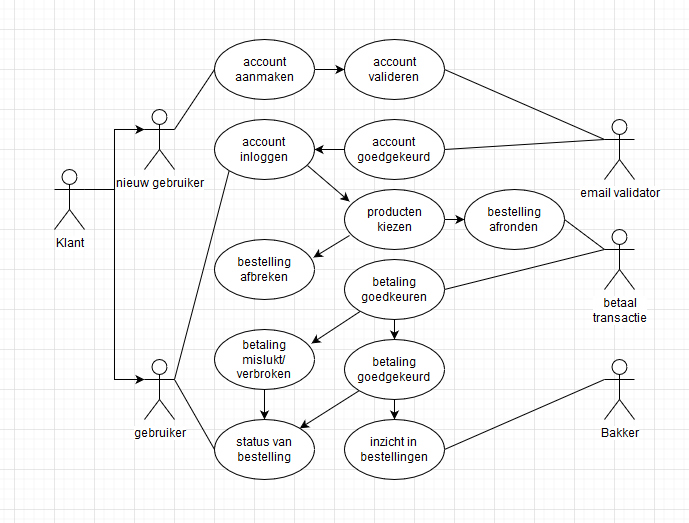 account
aanmaken
account
valideren
account
inloggen
account
goedgekeurd
nieuw gebruiker
email validator
Klant
producten
kiezen
bestelling
afronden
bestelling
afbreken
betaling
goedkeuren
betaal
transactie
betaling
mislukt/
verbroken
betaling
goedgekeurd
gebruiker
Bakker
status van
bestelling
inzicht in
bestellingen